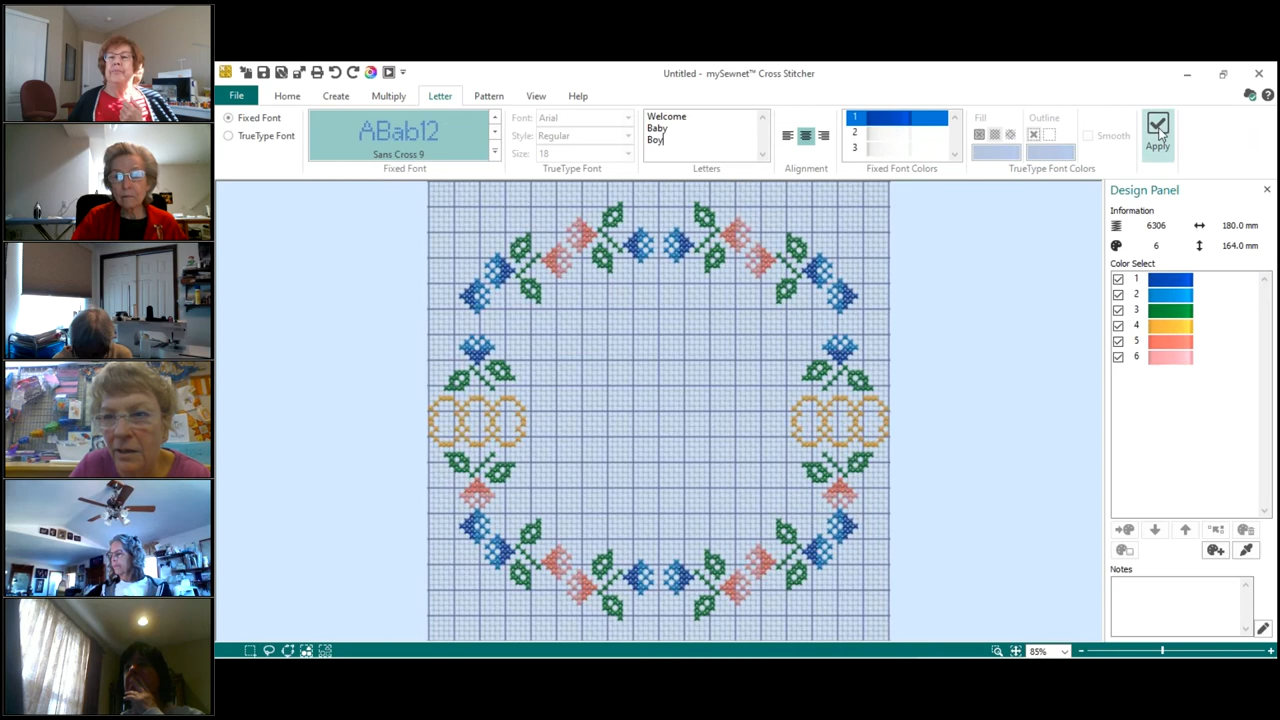 Untitled - mySewnet™ Cross Stitcher
File Home Create Multiply Letter Pattern View Help
Fixed Font
TrueType Font
ABab12
Sans Cross 9
Fixed Font
Font: Arial
Style: Regular
Size: 18
TrueType Font
Welcome
Baby
Boy
Letters
Alignment
1
2
3
Fixed Font Colors
Fill Outline Smooth
TrueType Font Colors
Apply
Design Panel
Information
6306 180.0 mm
6 164.0 mm
Color Select
1
2
3
4
5
6
Notes
85%